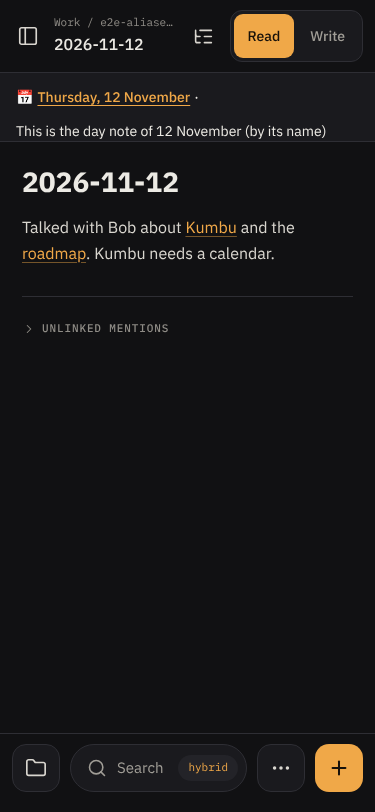 Work / e2e-aliase…
2026-11-12
Read
Write
📅 Thursday, 12 November ·
This is the day note of 12 November (by its name)
2026-11-12
Talked with Bob about Kumbu and the
roadmap. Kumbu needs a calendar.
UNLINKED MENTIONS
Search
hybrid